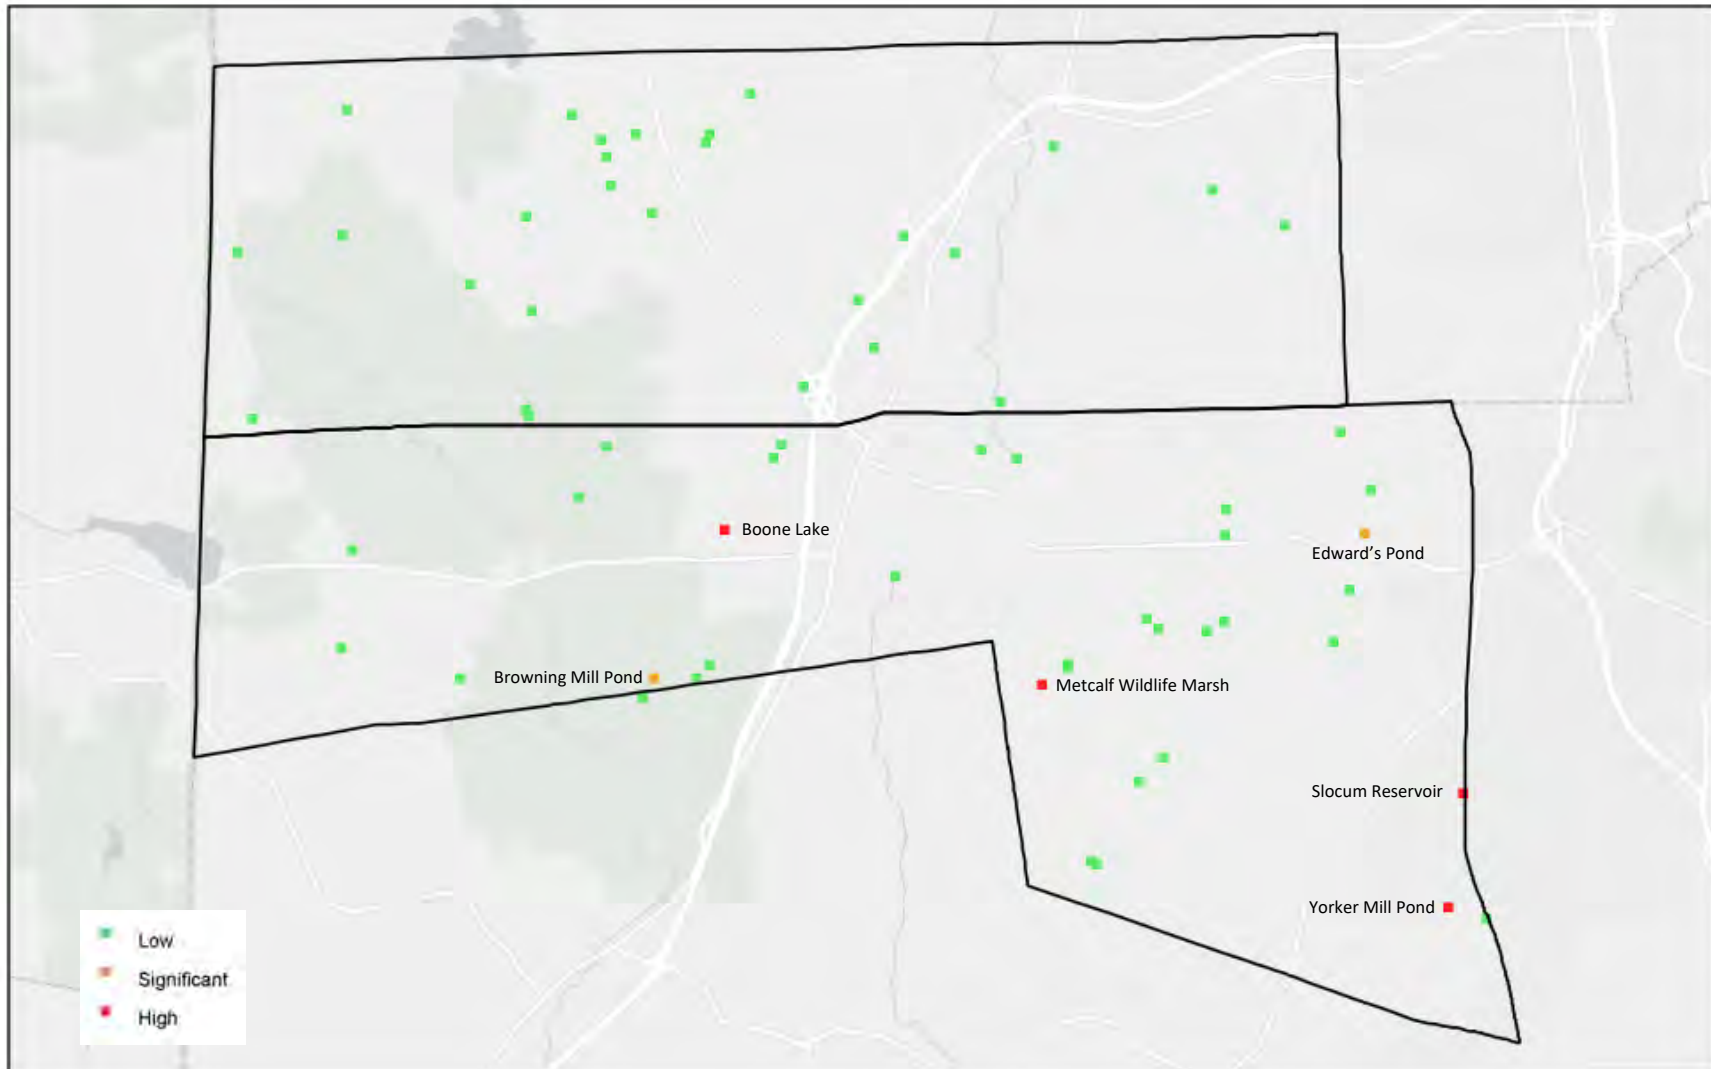 Boone Lake
Edward’s Pond
Browning Mill Pond
Metcalf Wildlife Marsh
Slocum Reservoir
Yorker Mill Pond
Low
Significant
High